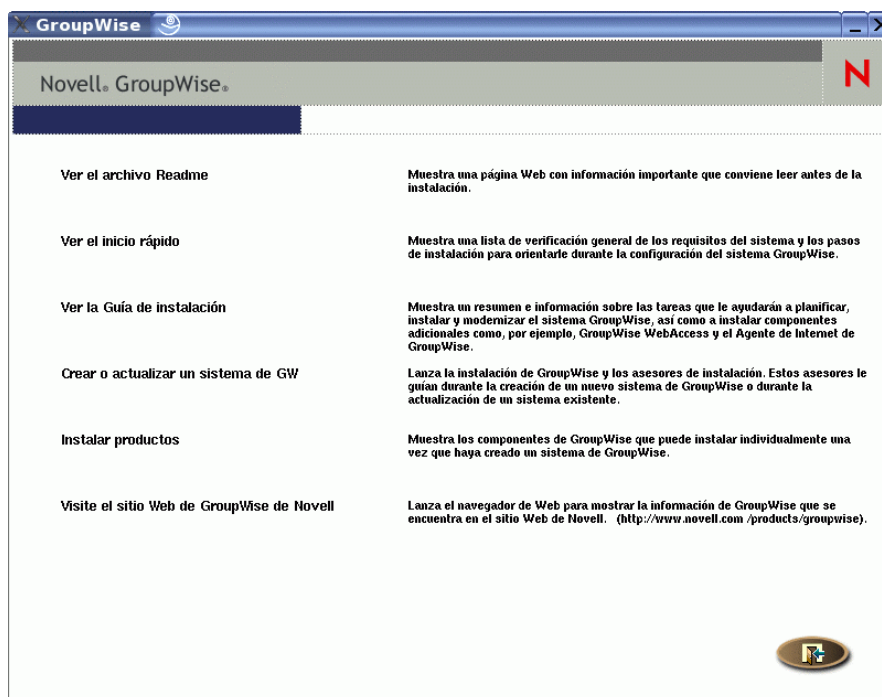 GroupWise
Novell® GroupWise®
N
Ver el archivo Readme
Muestra una página Web con información importante que conviene leer antes de la
instalación.
Ver el inicio rápido
Muestra una lista de verificación general de los requisitos del sistema y los pasos
de instalación para orientarle durante la configuración del sistema GroupWise.
Ver la Guía de instalación
Muestra un resumen e información sobre las tareas que le ayudarán a planificar,
instalar y modernizar el sistema GroupWise, así como a instalar componentes
adicionales como, por ejemplo, GroupWise WebAccess y el Agente de Internet de
GroupWise.
Crear o actualizar un sistema de GW
Lanza la instalación de GroupWise y los asesores de instalación. Estos asesores le
guían durante la creación de un nuevo sistema de GroupWise o durante la
actualización de un sistema existente.
Instalar productos
Muestra los componentes de GroupWise que puede instalar individualmente una
vez que haya creado un sistema de GroupWise.
Visite el sitio Web de GroupWise de Novell
Lanza el navegador de Web para mostrar la información de GroupWise que se
encuentra en el sitio Web de Novell. (http://www.novell.com /products/groupwise).